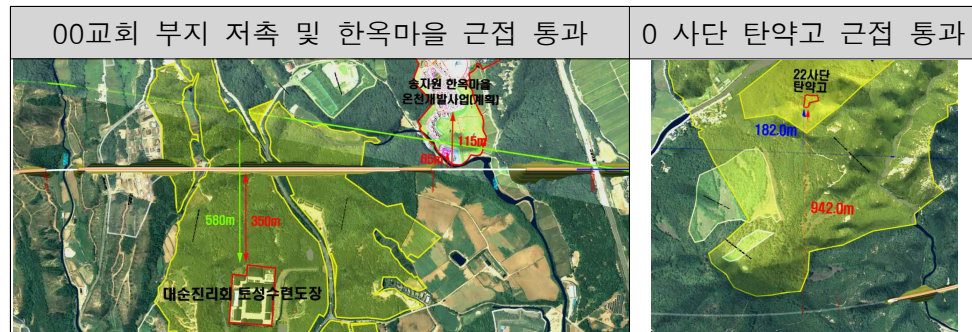 00교회 부지 저촉 및 한옥마을 근접 통과
0 사단 탄약고 근접 통과
송지원 한옥마을
온천개발사업[계획]
115m
65m
580m
350m
대순진리회 토성수련도장
22사단
탄약고
182.0m
942.0m